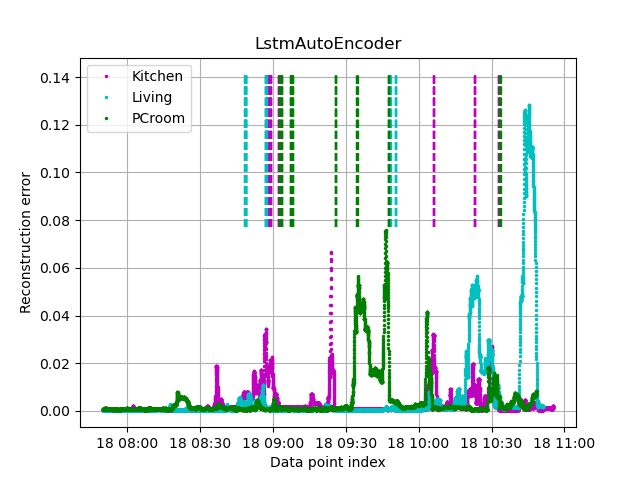 LstmAutoEncoder
Kitchen
Living
PCroom
Reconstruction error
0.14
0.12
0.10
0.08
0.06
0.04
0.02
0.00
18 08:00 18 08:30 18 09:00 18 09:30 18 10:00 18 10:30 18 11:00
Data point index